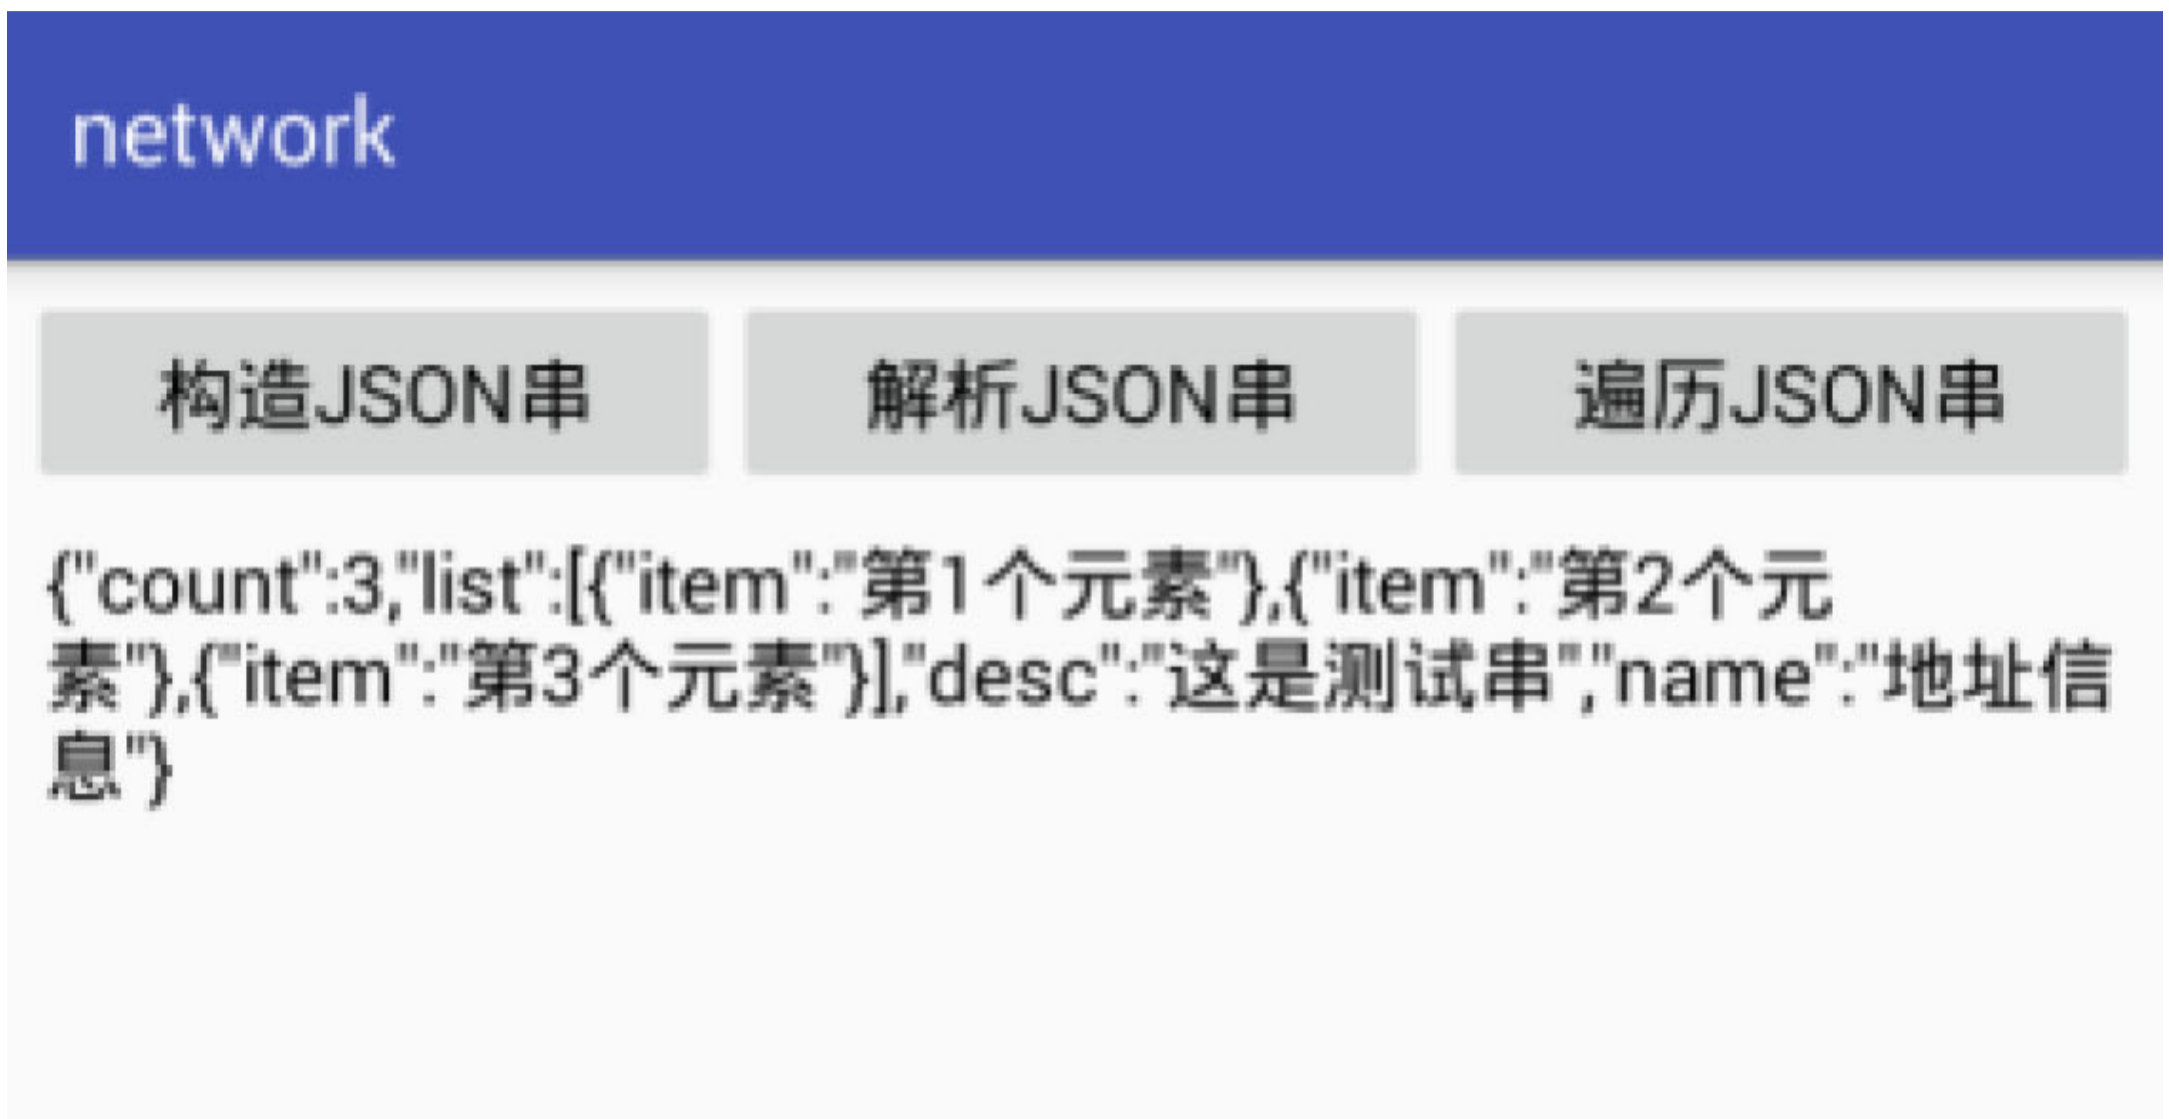 network
构造JSON串 解析JSON串 遍历JSON串
{"count":3,"list":[{"item":"第1个元素"},{"item":"第2个元
素"},{"item":"第3个元素"}],"desc":"这是测试串","name":"地址信
息"}